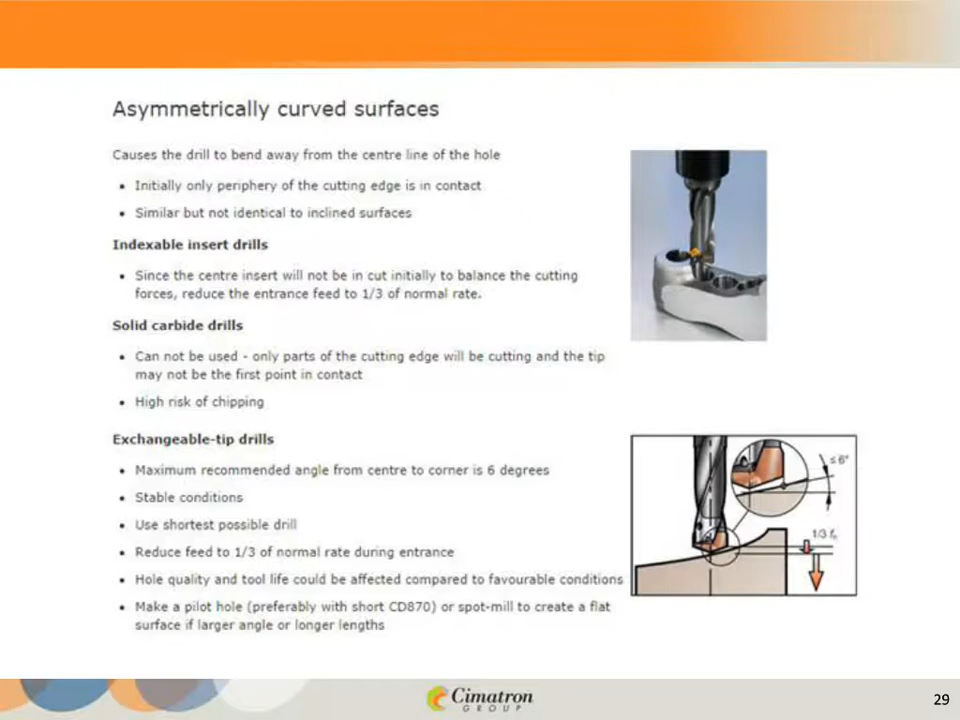 Asymmetrically curved surfaces
Causes the drill to bend away from the centre line of the hole
• Initially only periphery of the cutting edge is in contact
• Similar but not identical to inclined surfaces
Indexable insert drills
• Since the centre insert will not be in cut initially to balance the cutting
forces, reduce the entrance feed to 1/3 of normal rate.
Solid carbide drills
• Can not be used - only parts of the cutting edge will be cutting and the tip
may not be the first point in contact
• High risk of chipping
Exchangeable-tip drills
• Maximum recommended angle from centre to corner is 6 degrees
• Stable conditions
• Use shortest possible drill
• Reduce feed to 1/3 of normal rate during entrance
• Hole quality and tool life could be affected compared to favourable conditions
• Make a pilot hole (preferably with short CD870) or spot-mill to create a flat
surface if larger angle or longer lengths
≤ 6°
1/3 fn
Cimatron
GROUP
29